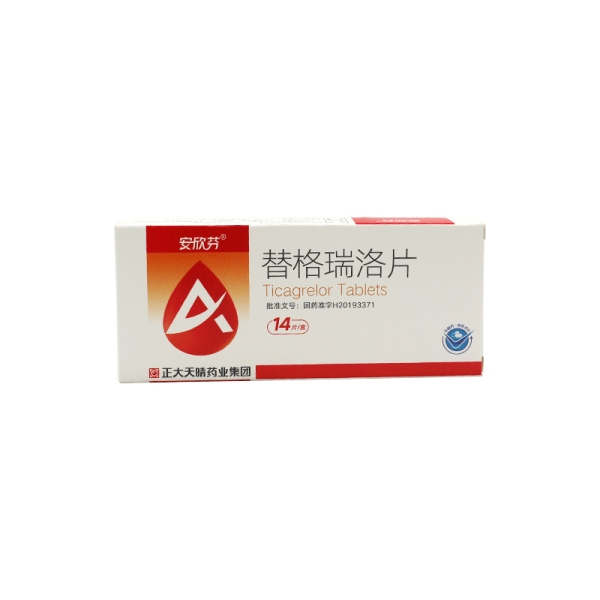 安欣芬®
替格瑞洛片
Ticagrelor Tablets
批准文号：国药准字H20193371
14片/盒
正大天晴药业集团